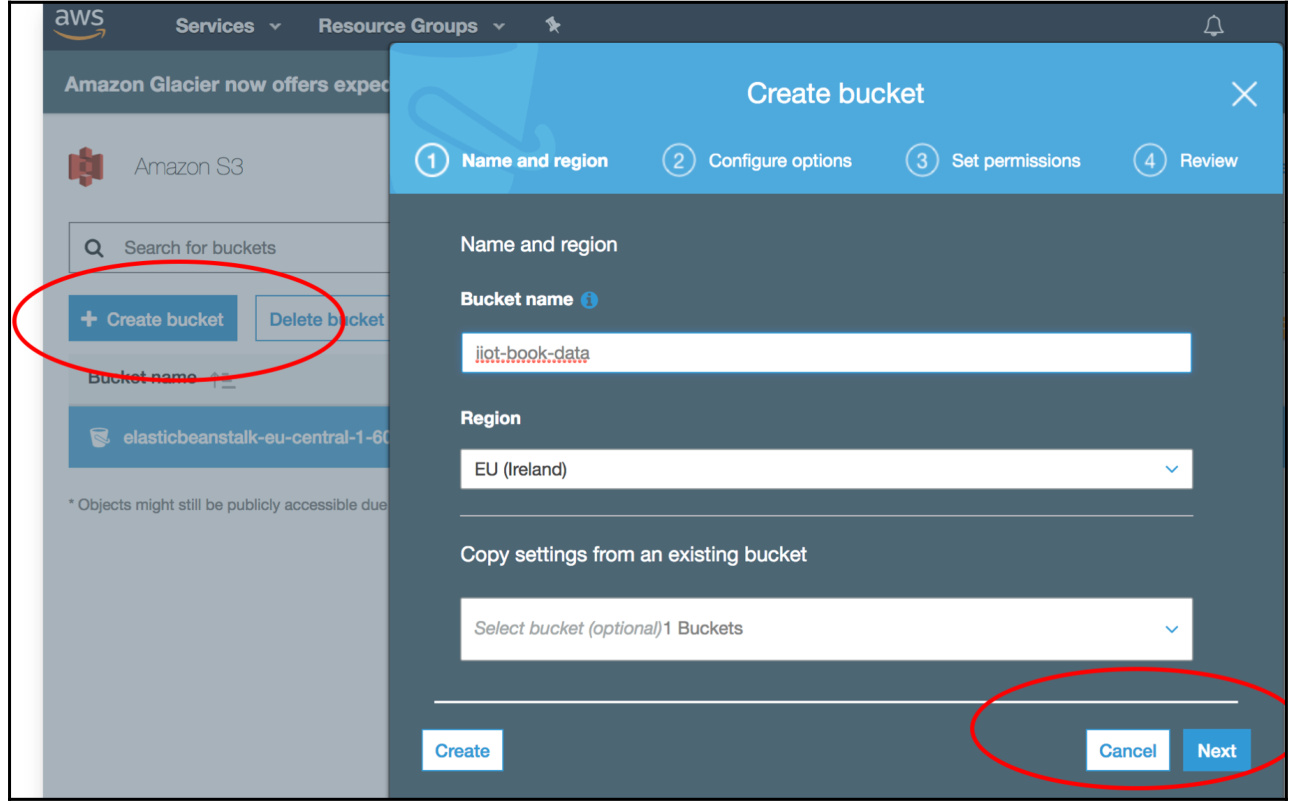 aws Services Resource Groups
Amazon Glacier now offers exped
Amazon S3
Search for buckets
+ Create bucket Delete bucket
Bucket name
elasticbeanstalk-eu-central-1-60
* Objects might still be publicly accessible due
Create bucket
1 Name and region 2 Configure options 3 Set permissions 4 Review
Name and region
Bucket name
iiot-book-data
Region
EU (Ireland)
Copy settings from an existing bucket
Select bucket (optional)1 Buckets
Create Cancel Next